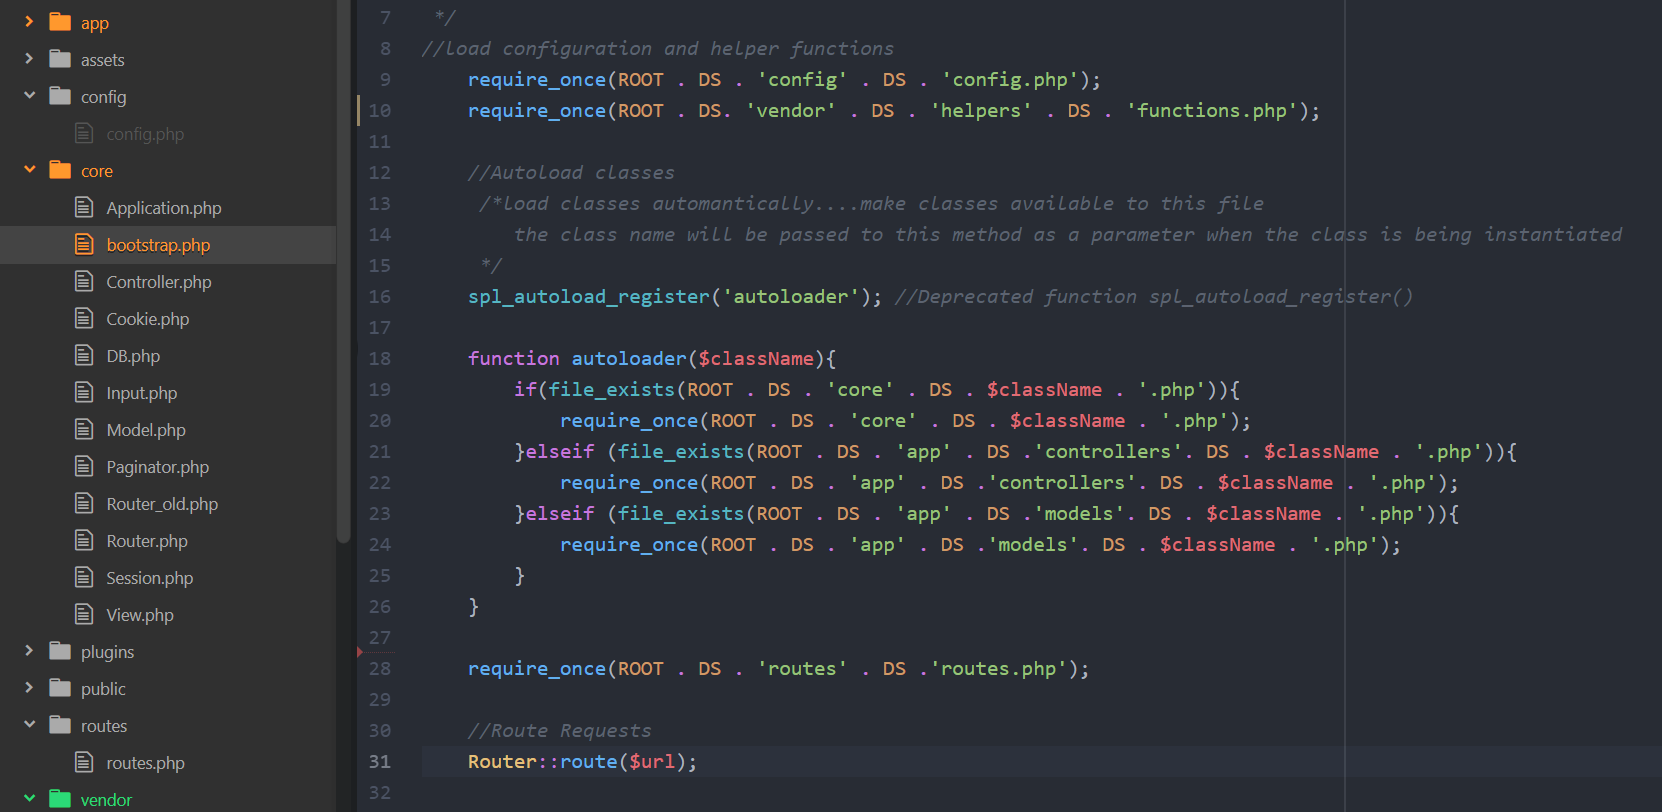 app
assets
config
config.php
core
Application.php
bootstrap.php
Controller.php
Cookie.php
DB.php
Input.php
Model.php
Paginator.php
Router_old.php
Router.php
Session.php
View.php
plugins
public
routes
routes.php
vendor
7 */
8 //load configuration and helper functions
9 require_once(ROOT . DS . 'config' . DS . 'config.php');
10 require_once(ROOT . DS. 'vendor' . DS . 'helpers' . DS . 'functions.php');
11
12 //Autoload classes
13 /*load classes automantically....make classes available to this file
14 the class name will be passed to this method as a parameter when the class is being instantiated
15 */
16 spl_autoload_register('autoloader'); //Deprecated function spl_autoload_register()
17
18 function autoloader($className){
19 if(file_exists(ROOT . DS . 'core' . DS . $className . '.php')){
20 require_once(ROOT . DS . 'core' . DS . $className . '.php');
21 }elseif (file_exists(ROOT . DS . 'app' . DS .'controllers'. DS . $className . '.php')){
22 require_once(ROOT . DS . 'app' . DS .'controllers'. DS . $className . '.php');
23 }elseif (file_exists(ROOT . DS . 'app' . DS .'models'. DS . $className . '.php')){
24 require_once(ROOT . DS . 'app' . DS .'models'. DS . $className . '.php');
25 }
26 }
27
28 require_once(ROOT . DS . 'routes' . DS .'routes.php');
29
30 //Route Requests
31 Router::route($url);
32